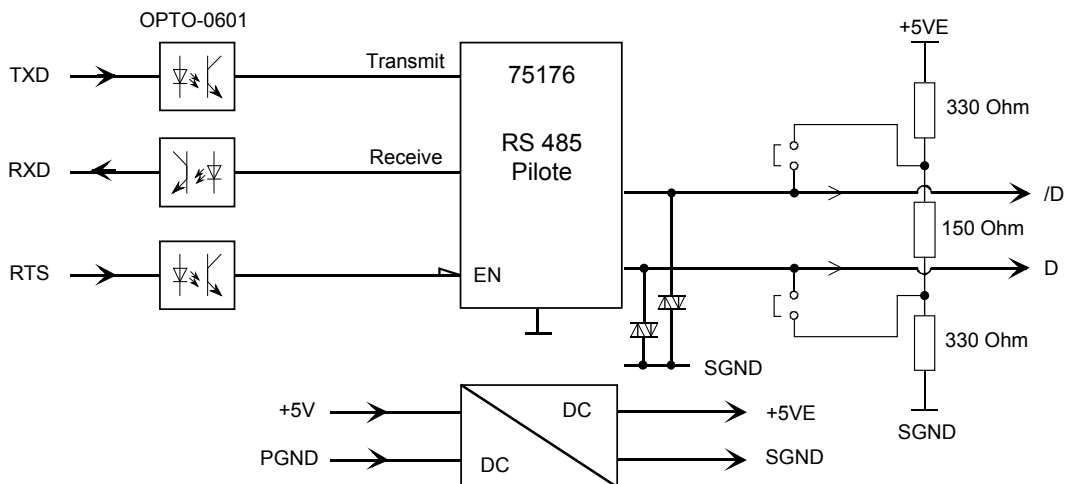 OPTO-0601
+5VE
TXD
Transmit
75176
330 Ohm
RXD
Receive
RS 485
Pilote
/D
150 Ohm
RTS
EN
D
330 Ohm
SGND
+5V
DC
+5VE
SGND
PGND
DC
SGND